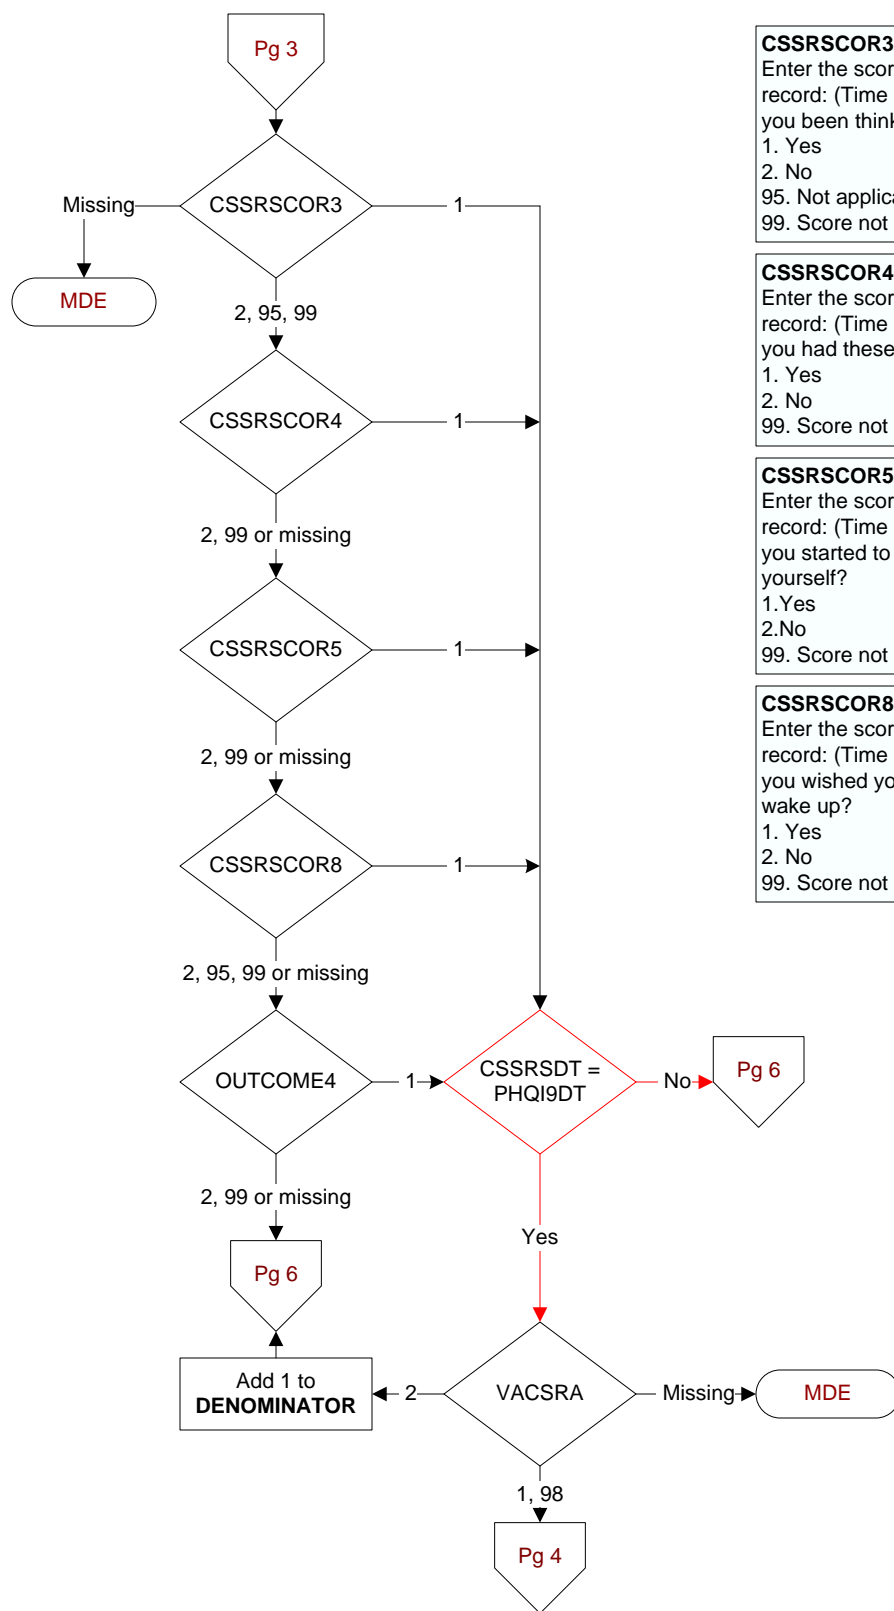 Pg 3
CSSRSCOR3
Missing
1
MDE
2, 95, 99
CSSRSCOR4
1
2, 99 or missing
CSSRSCOR5
1
2, 99 or missing
CSSRSCOR8
1
2, 95, 99 or missing
OUTCOME4
1
CSSRSDT =
PHQI9DT
No
Pg 6
2, 99 or missing
Yes
Pg 6
Add 1 to
DENOMINATOR
2
VACSRA
Missing
MDE
1, 98
Pg 4
CSSRSCOR3
Enter the scor
record: (Time
you been think
1. Yes
2. No
95. Not applica
99. Score not
CSSRSCOR4
Enter the scor
record: (Time
you had these
1. Yes
2. No
99. Score not
CSSRSCOR5
Enter the scor
record: (Time
you started to
yourself?
1.Yes
2.No
99. Score not
CSSRSCOR8
Enter the scor
record: (Time
you wished yo
wake up?
1. Yes
2. No
99. Score not